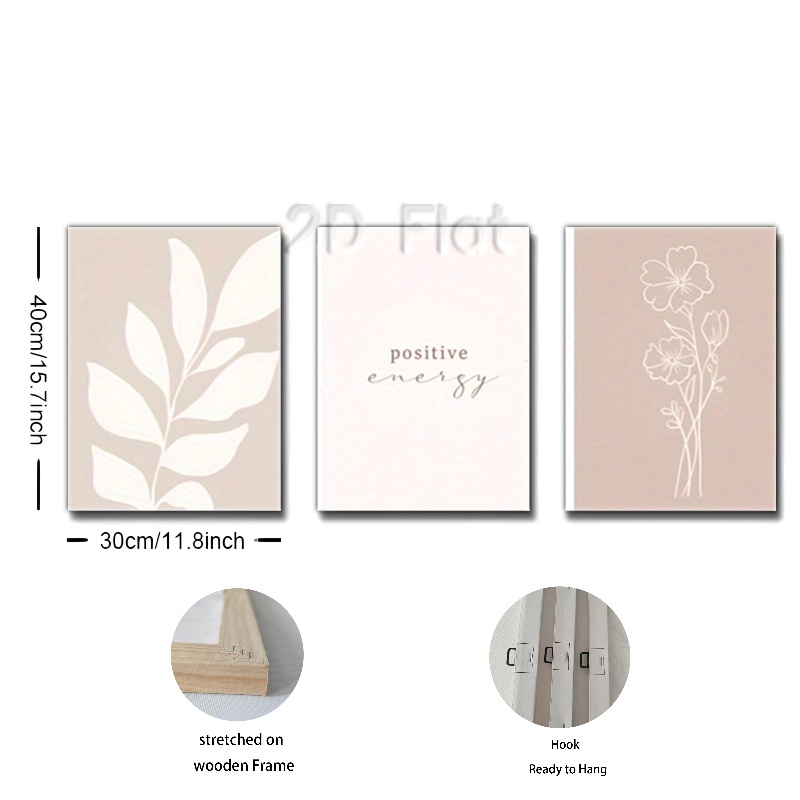 2D Flat
positive
energy
40cm/15.7inch
30cm/11.8inch
stretched on
wooden Frame
Hook
Ready to Hang